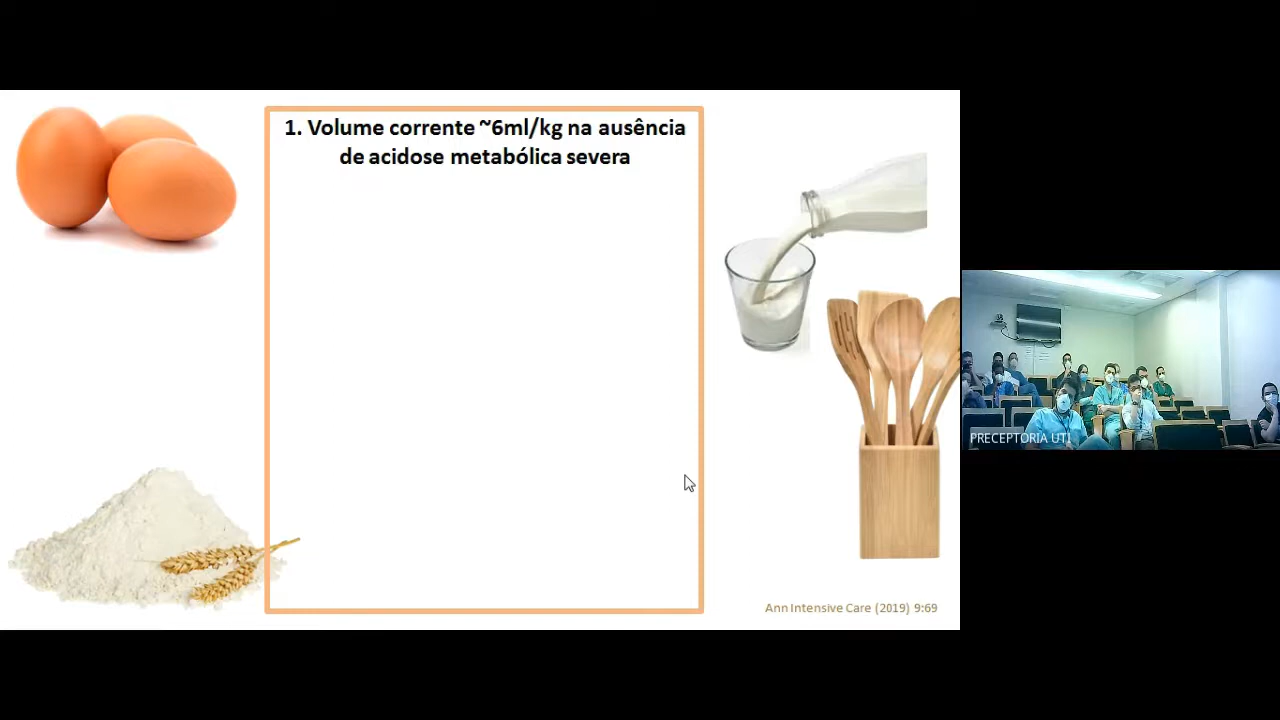 1. Volume corrente ~6ml/kg na ausência
de acidose metabólica severa
PRECEPTORIA UTI
Ann Intensive Care (2019) 9:69